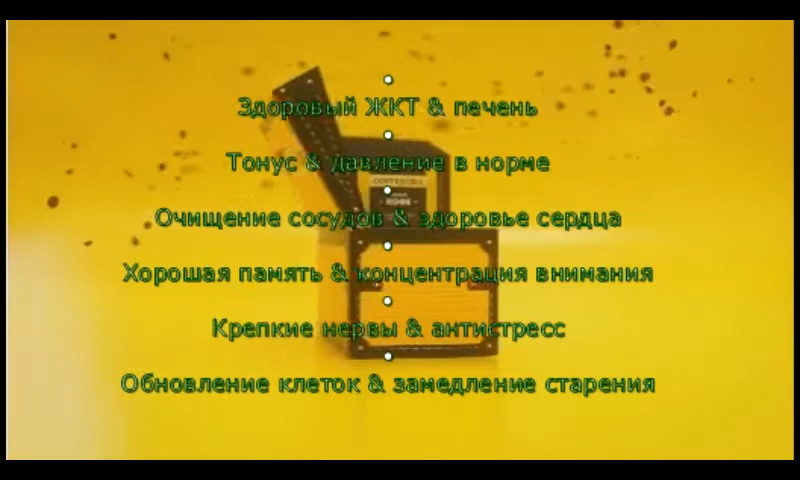 Здоровый ЖКТ & печень
Тонус & давление в норме
Очищение сосудов & здоровье сердца
Хорошая память & концентрация внимания
Крепкие нервы & антистресс
Обновление клеток & замедление старения